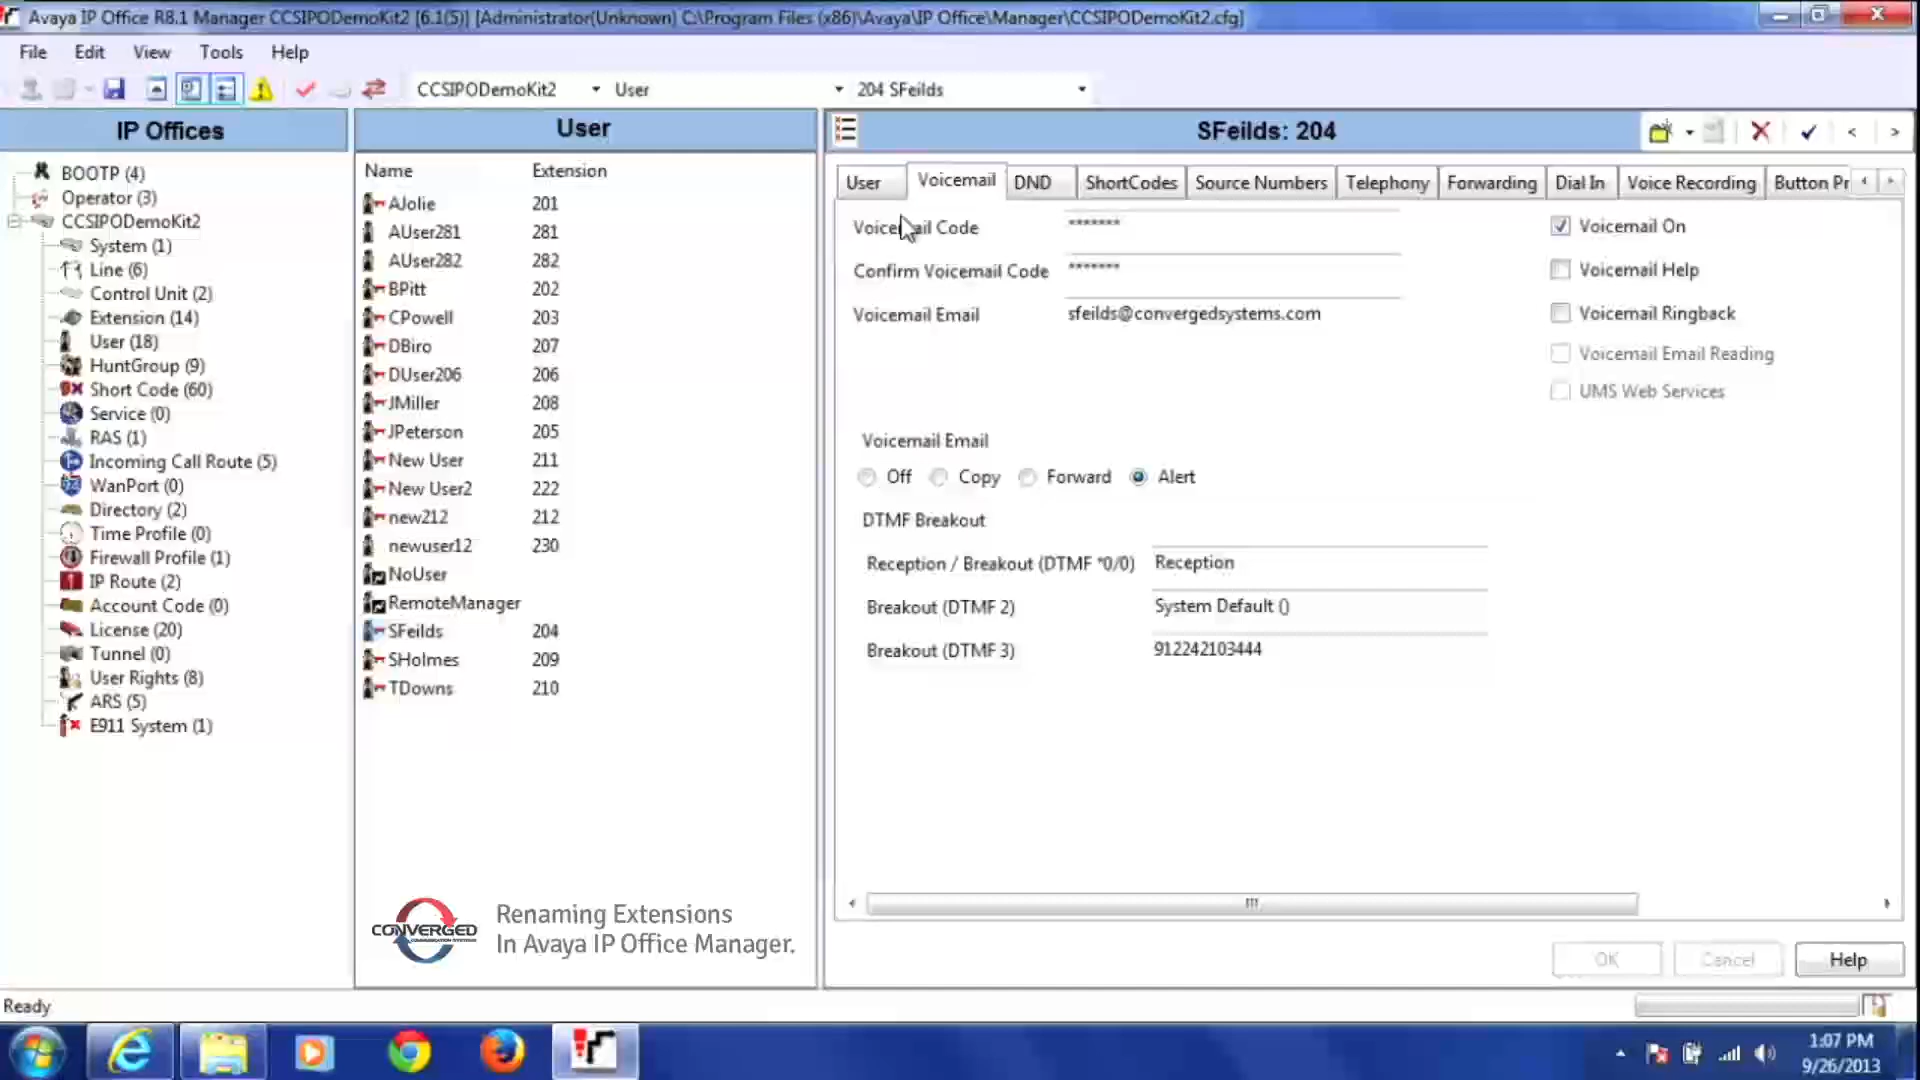 Avaya IP Office R8.1 Manager CCSIPODemoKit2 [6.1(5)] [Administrator(Unknown) C:\Program Files (x86)\Avaya\IP Office\Manager\CCSIPODemoKit2.cfg]
File Edit View Tools Help
CCSIPODemoKit2 User 204 SFeilds
IP Offices
BOOTP (4)
Operator (3)
CCSIPODemoKit2
System (1)
Line (6)
Control Unit (2)
Extension (14)
User (18)
HuntGroup (9)
Short Code (60)
Service (0)
RAS (1)
Incoming Call Route (5)
WanPort (0)
Directory (2)
Time Profile (0)
Firewall Profile (1)
IP Route (2)
Account Code (0)
License (20)
Tunnel (0)
User Rights (8)
ARS (5)
E911 System (1)
User
Name Extension
AJolie 201
AUser281 281
AUser282 282
BPitt 202
CPowell 203
DBiro 207
DUser206 206
JMiller 208
JPeterson 205
New User 211
New User2 222
new212 212
newuser12 230
NoUser
RemoteManager
SFeilds 204
SHolmes 209
TDowns 210
CONVERGED
Renaming Extensions
In Avaya IP Office Manager.
SFeilds: 204
User Voicemail DND ShortCodes Source Numbers Telephony Forwarding Dial In Voice Recording Button Pr
Voicemail Code *******
Confirm Voicemail Code *******
Voicemail Email sfeilds@convergedsystems.com
Voicemail On
Voicemail Help
Voicemail Ringback
Voicemail Email Reading
UMS Web Services
Voicemail Email
Off Copy Forward Alert
DTMF Breakout
Reception / Breakout (DTMF *0/0) Reception
Breakout (DTMF 2) System Default ()
Breakout (DTMF 3) 912242103444
OK Cancel Help
Ready
1:07 PM
9/26/2013